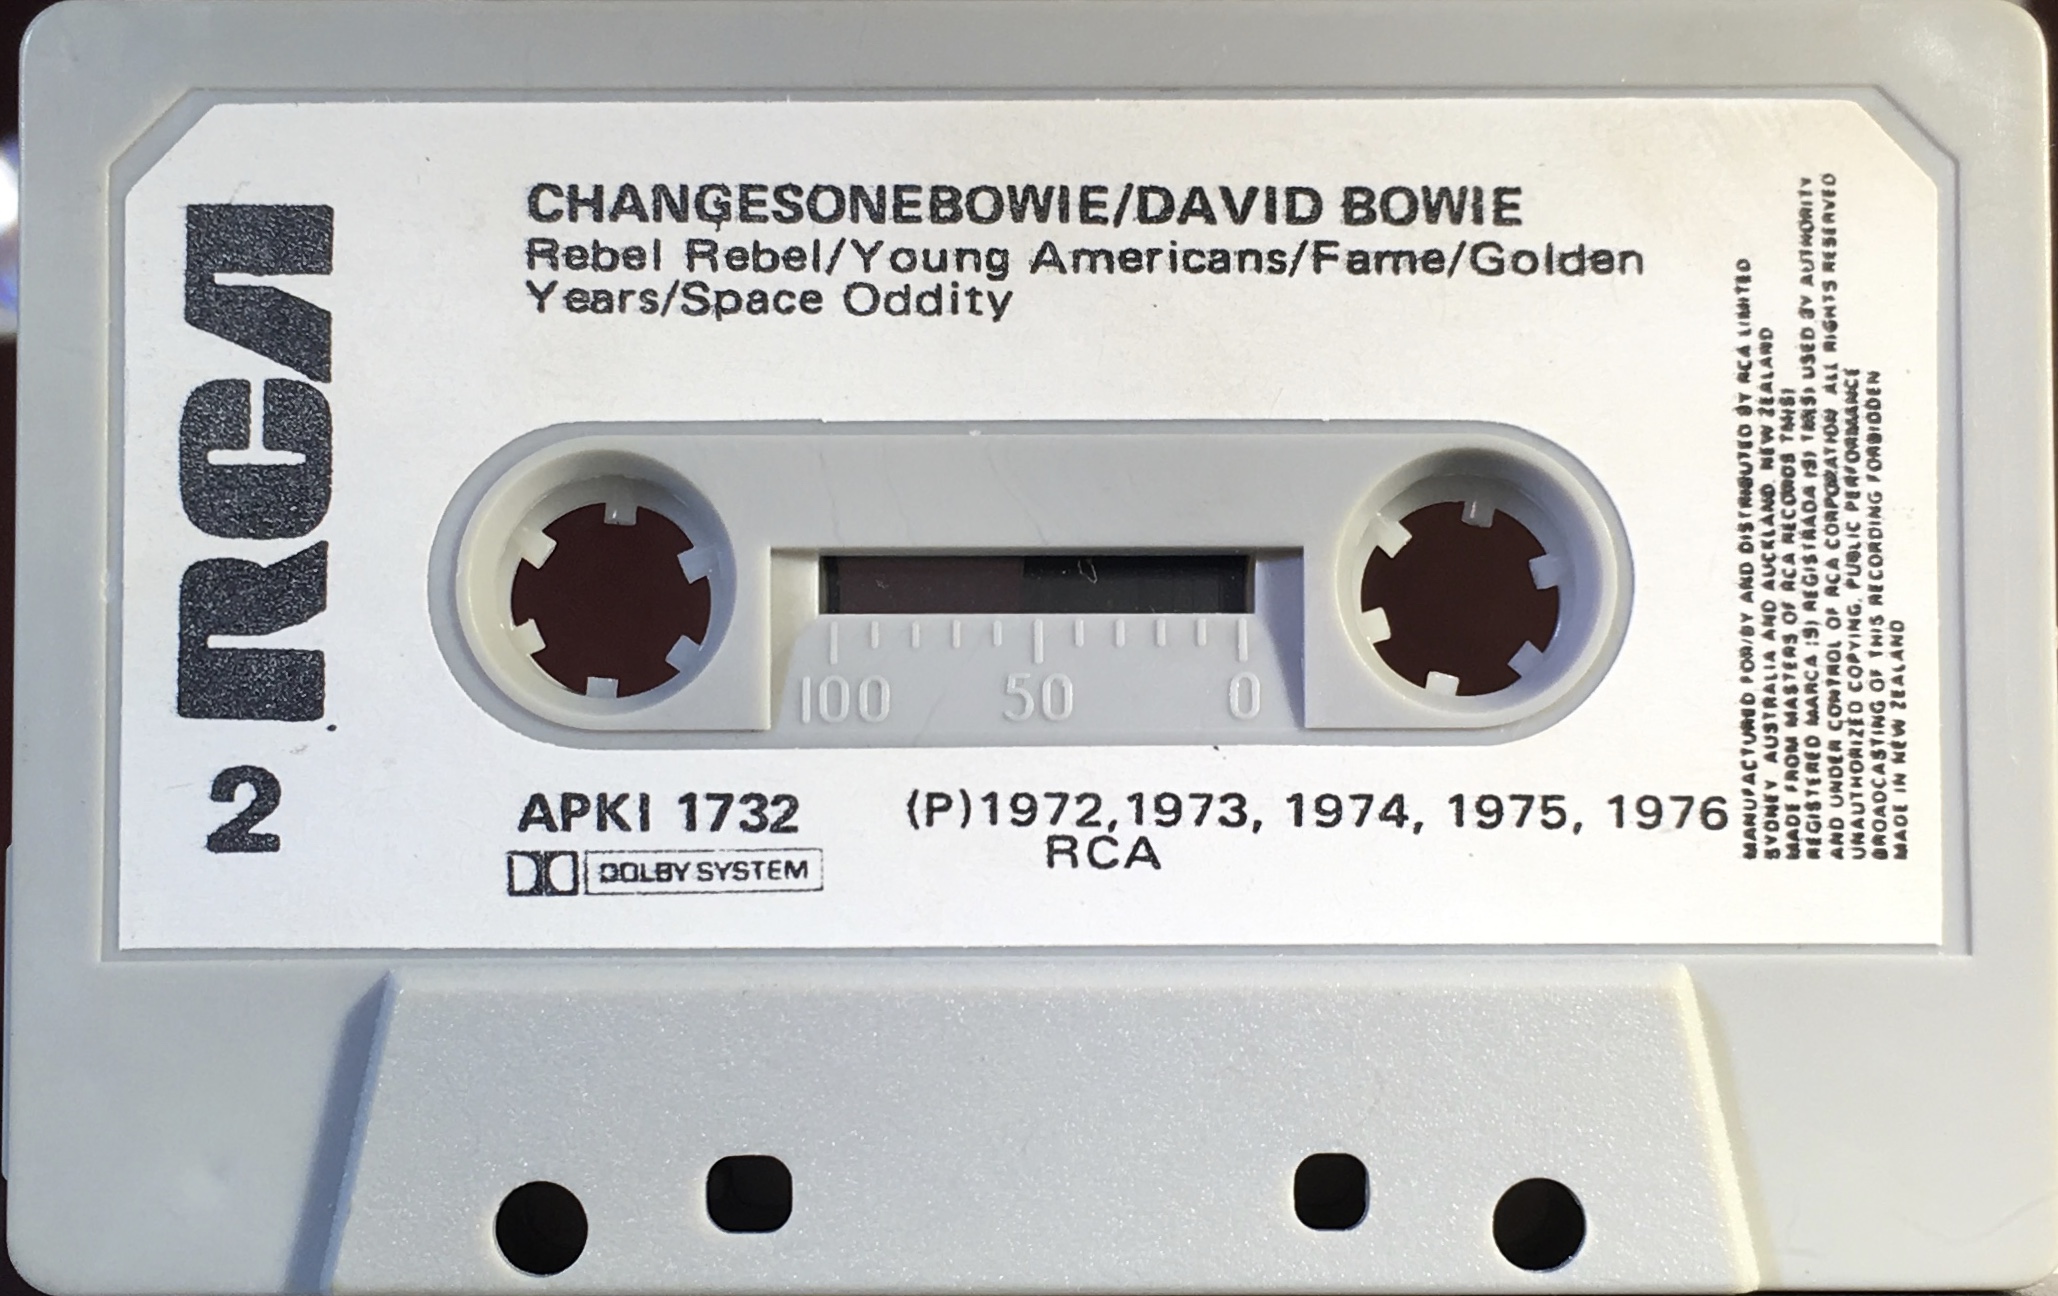 RCA
2
CHANGESONEBOWIE/DAVID BOWIE
Rebel Rebel/Young Americans/Fame/Golden
Years/Space Oddity
100 50 0
APKI 1732 (P)1972,1973, 1974, 1975, 1976
RCA
DOLBY SYSTEM
MANUFACTURED FOR/BY AND DISTRIBUTED BY RCA LIMITED
SYDNEY AUSTRALIA AND AUCKLAND. NEW ZEALAND
MADE FROM MASTERS OF RCA RECORDS TM(S)
REGISTERED MARCA (S) REGISTRADA (S) TM(S) USED BY AUTHORITY
AND UNDER CONTROL OF RCA CORPORATION ALL RIGHTS RESERVED
UNAUTHORIZED COPYING, PUBLIC PERFORMANCE
BROADCASTING OF THIS RECORDING FORBIDDEN
MADE IN NEW ZEALAND